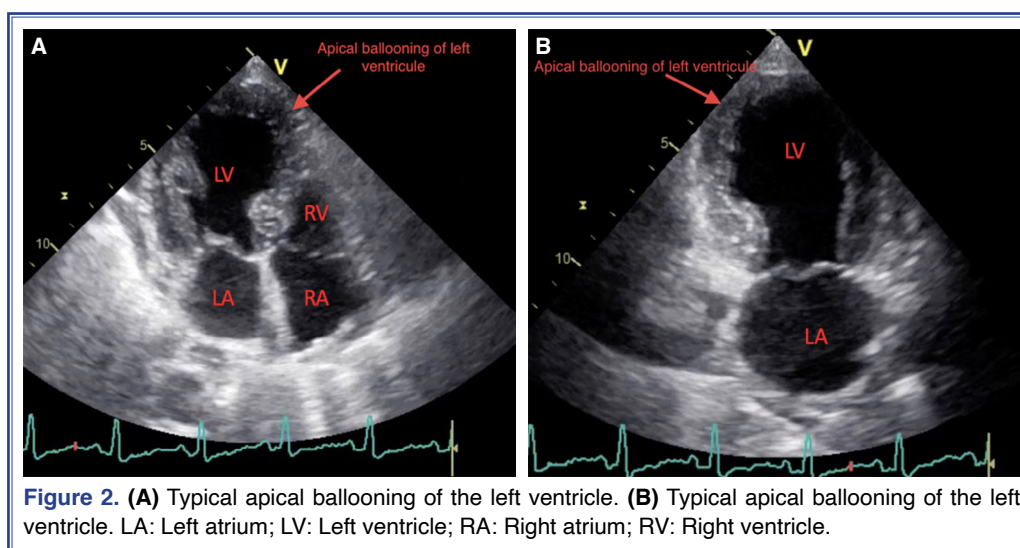 A
V
Apical ballooning of left
ventricule
5
LV
RV
10
LA
RA
B
V
Apical ballooning of left ventricule
5
LV
10
LA
Figure 2. (A) Typical apical ballooning of the left ventricle. (B) Typical apical ballooning of the left
ventricle. LA: Left atrium; LV: Left ventricle; RA: Right atrium; RV: Right ventricle.